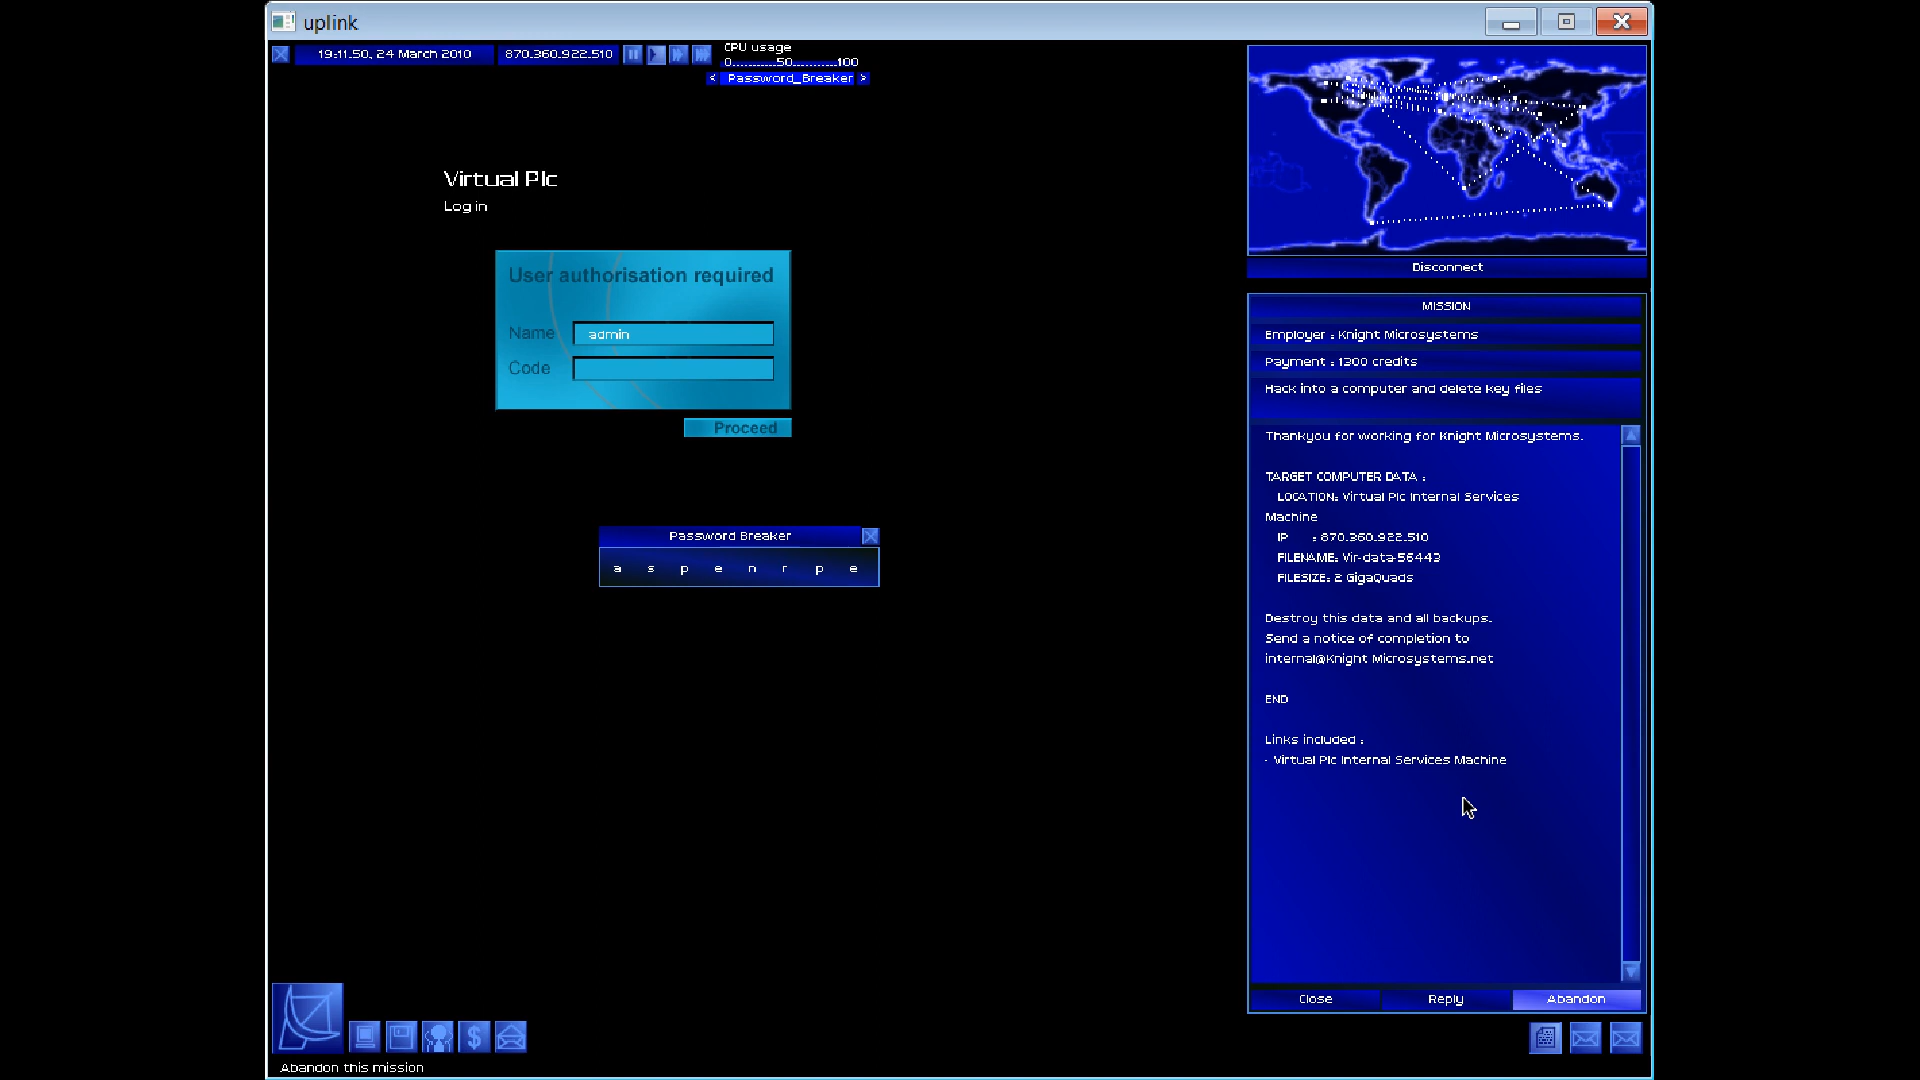 uplink
19:11.50, 24 March 2010
870.360.922.510
CPU usage
0..........50..........100
< Password_Breaker >
Virtual Plc
Log in
User authorisation required
Name admin
Code
Proceed
Password Breaker
a s p e n r p e
Disconnect
MISSION
Employer : Knight Microsystems
Payment : 1300 credits
Hack into a computer and delete key files
Thankyou for working for Knight Microsystems.
TARGET COMPUTER DATA :
LOCATION: Virtual Plc Internal Services
Machine
IP : 870.360.922.510
FILENAME: Vir-data-56443
FILESIZE: 2 GigaQuads
Destroy this data and all backups.
Send a notice of completion to
internal@Knight Microsystems.net
END
Links included :
- Virtual Plc Internal Services Machine
Close Reply Abandon
Abandon this mission